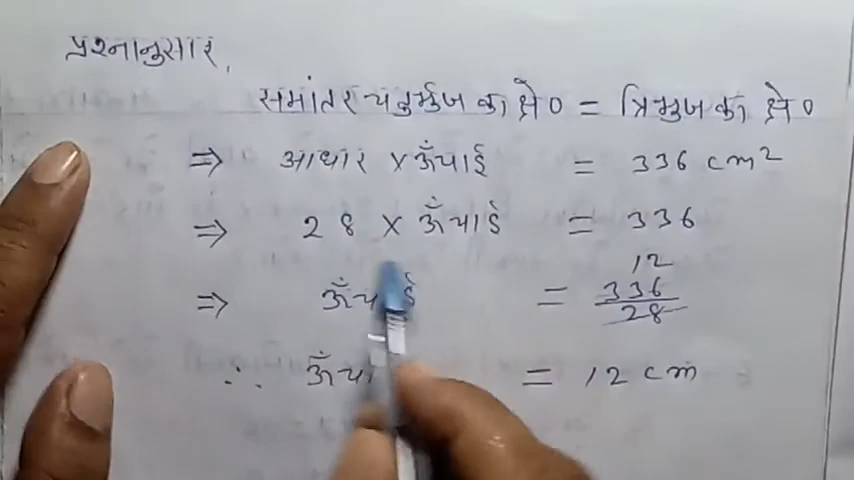 प्रश्नानुसार,
समांतर चतुर्भुज का क्षे० = त्रिभुज का क्षे०
⇒ आधार × ऊँचाई = 336 cm²
⇒ 28 × ऊँचाई = 336
12
⇒ = 336/28
∴ = 12 cm